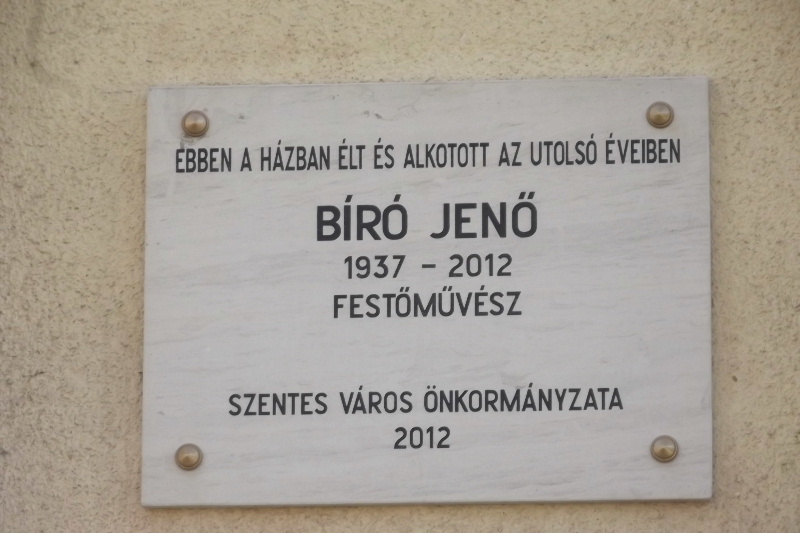 EBBEN A HÁZBAN ÉLT ÉS ALKOTOTT AZ UTOLSÓ ÉVEIBEN
BÍRÓ JENŐ
1937 - 2012
FESTŐMŰVÉSZ
SZENTES VÁROS ÖNKORMÁNYZATA
2012